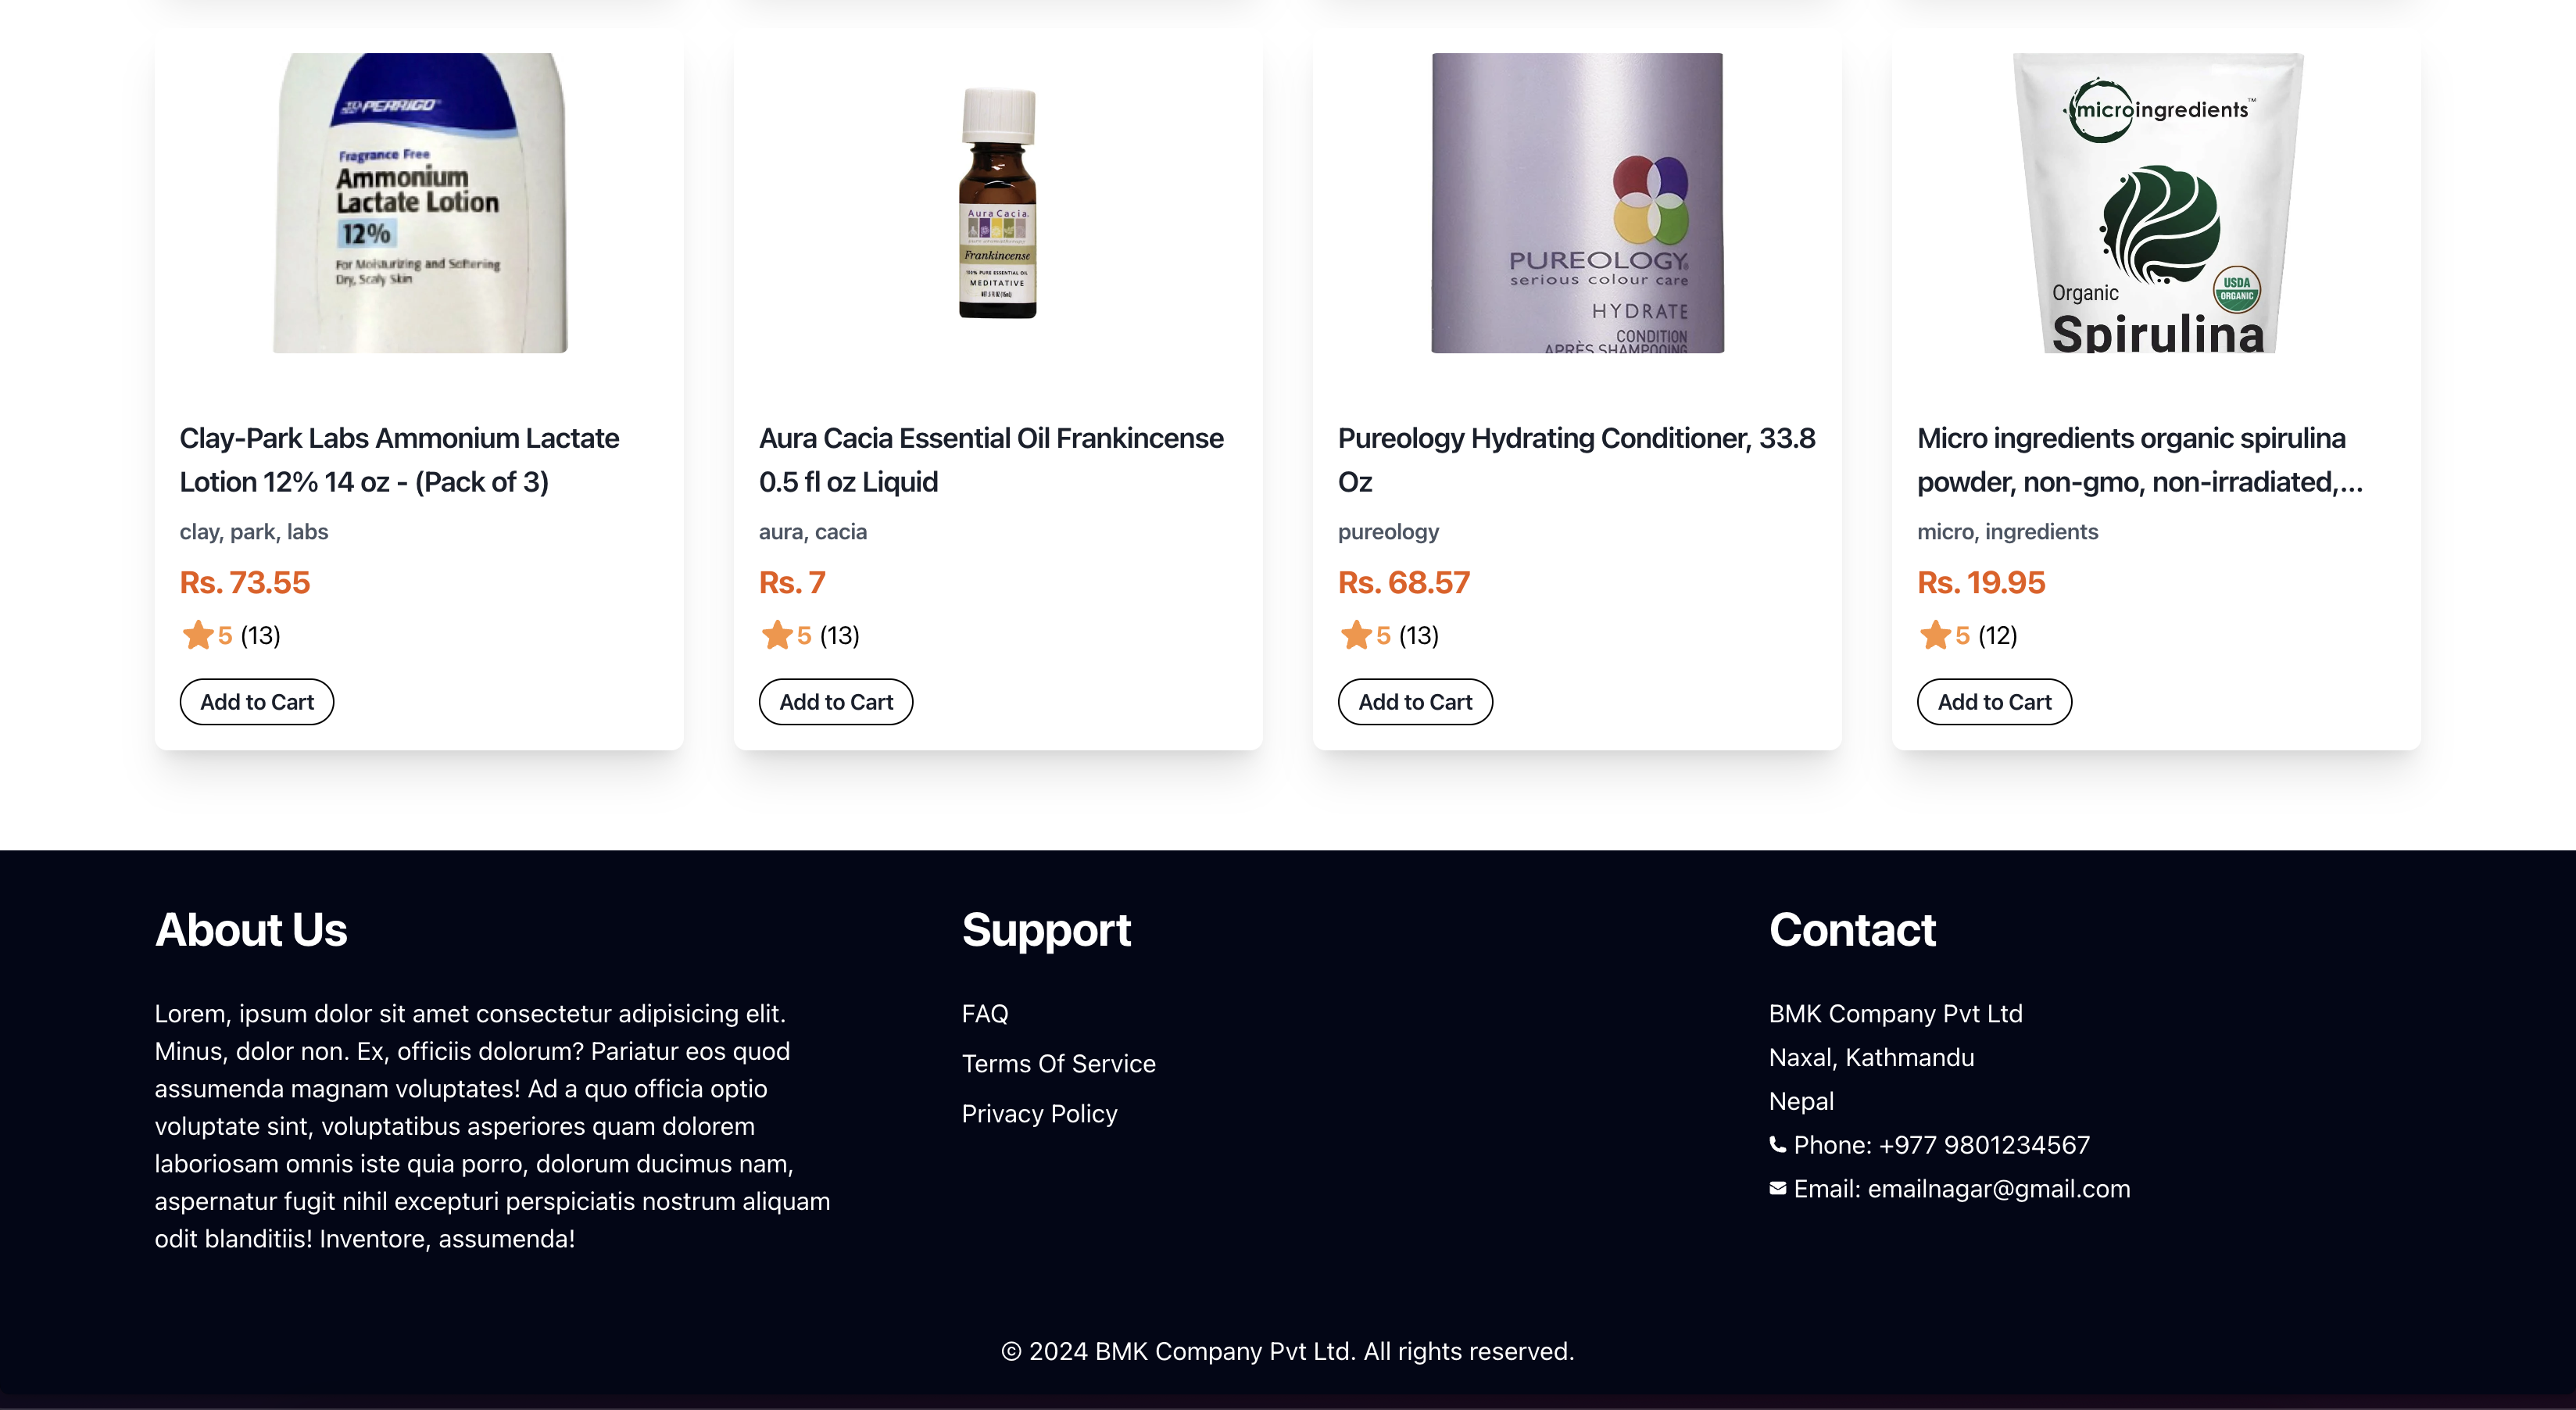 PERRIGO
Fragrance Free
Ammonium
Lactate Lotion
12%
For Moisturizing and Softening
Dry, Scaly Skin
Aura Cacia
Frankincense
100% PURE ESSENTIAL OIL
MEDITATIVE
PUREOLOGY
serious colour care
HYDRATE
CONDITION
APRÈS SHAMPOOING
microingredients™
USDA
ORGANIC
Organic
Spirulina
Clay-Park Labs Ammonium Lactate
Lotion 12% 14 oz - (Pack of 3)
clay, park, labs
Rs. 73.55
5 (13)
Add to Cart
Aura Cacia Essential Oil Frankincense
0.5 fl oz Liquid
aura, cacia
Rs. 7
5 (13)
Add to Cart
Pureology Hydrating Conditioner, 33.8
Oz
pureology
Rs. 68.57
5 (13)
Add to Cart
Micro ingredients organic spirulina
powder, non-gmo, non-irradiated,...
micro, ingredients
Rs. 19.95
5 (12)
Add to Cart
About Us
Lorem, ipsum dolor sit amet consectetur adipisicing elit.
Minus, dolor non. Ex, officiis dolorum? Pariatur eos quod
assumenda magnam voluptates! Ad a quo officia optio
voluptate sint, voluptatibus asperiores quam dolorem
laboriosam omnis iste quia porro, dolorum ducimus nam,
aspernatur fugit nihil excepturi perspiciatis nostrum aliquam
odit blanditiis! Inventore, assumenda!
Support
FAQ
Terms Of Service
Privacy Policy
Contact
BMK Company Pvt Ltd
Naxal, Kathmandu
Nepal
Phone: +977 9801234567
Email: emailnagar@gmail.com
© 2024 BMK Company Pvt Ltd. All rights reserved.